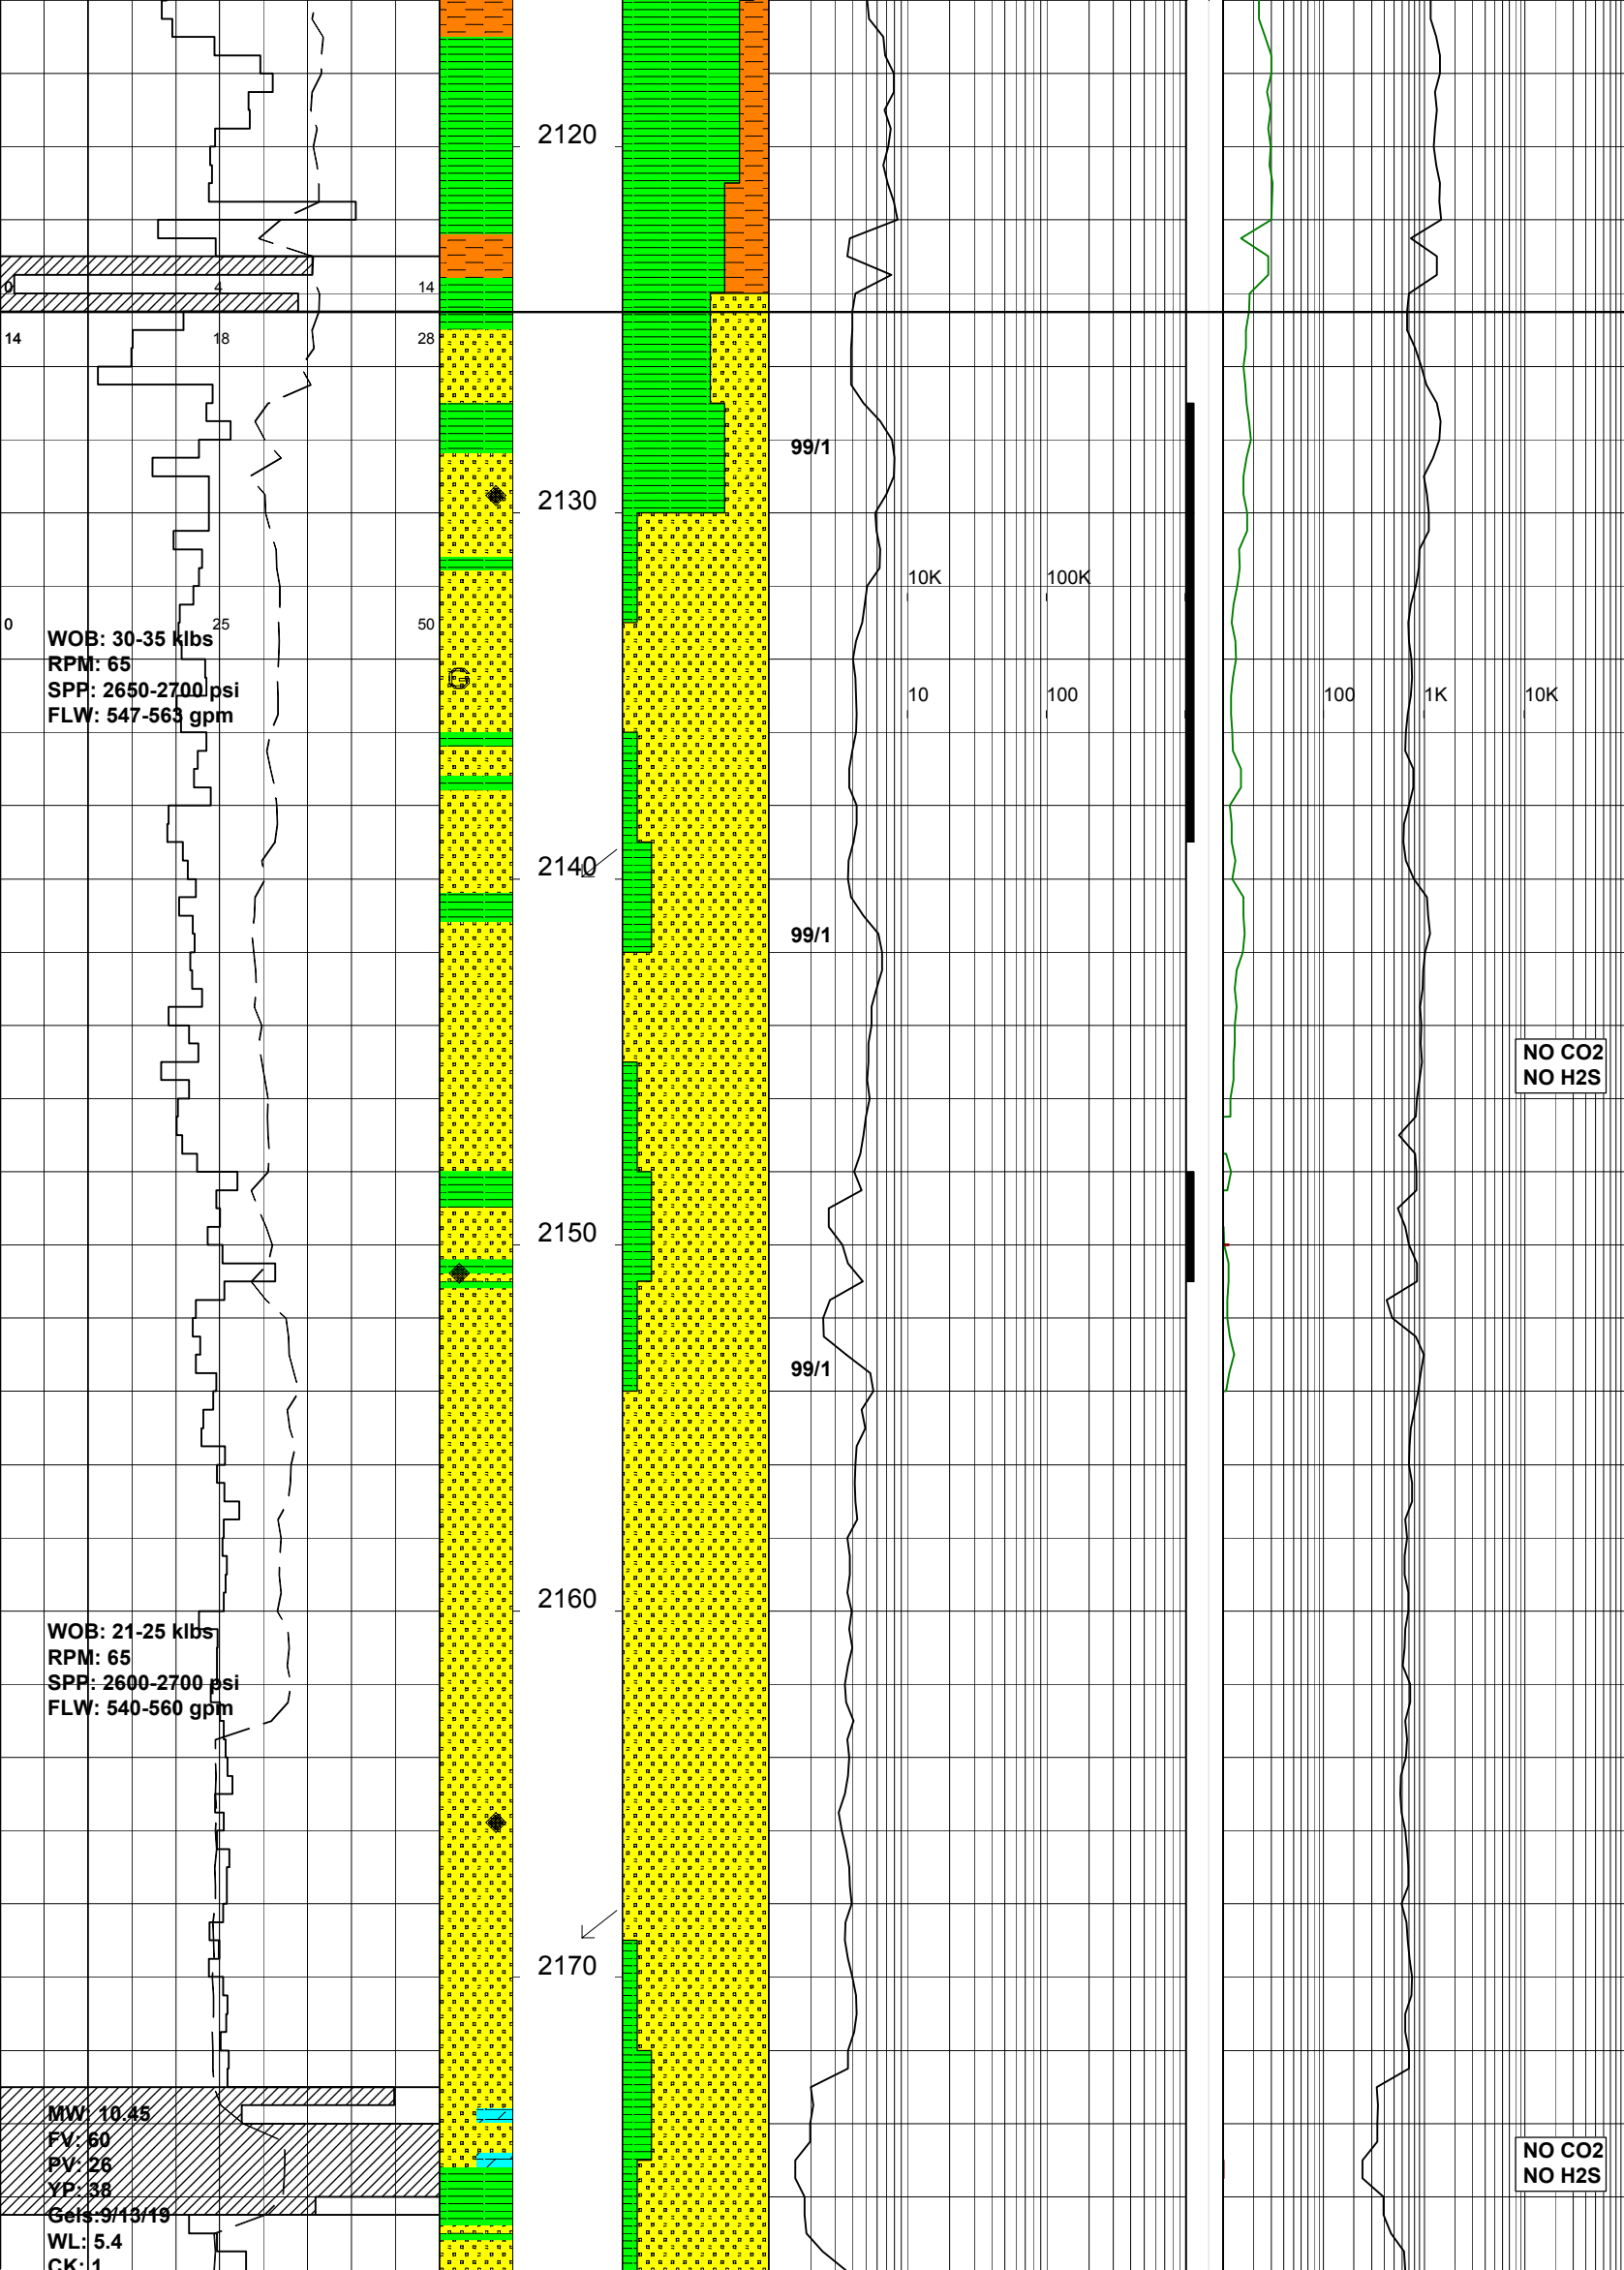 2120
0 4 14
14 18 28
99/1
2130
10K 100K
0 25 50
WOB: 30-35 klbs
RPM: 65
SPP: 2650-2700 psi
FLW: 547-563 gpm
G
10 100 100 1K 10K
2140
99/1
NO CO2
NO H2S
2150
99/1
2160
WOB: 21-25 klbs
RPM: 65
SPP: 2600-2700 psi
FLW: 540-560 gpm
2170
MW: 10.45
FV: 60
PV: 26
YP: 38
Gels:9/13/19
WL: 5.4
CK: 1
NO CO2
NO H2S